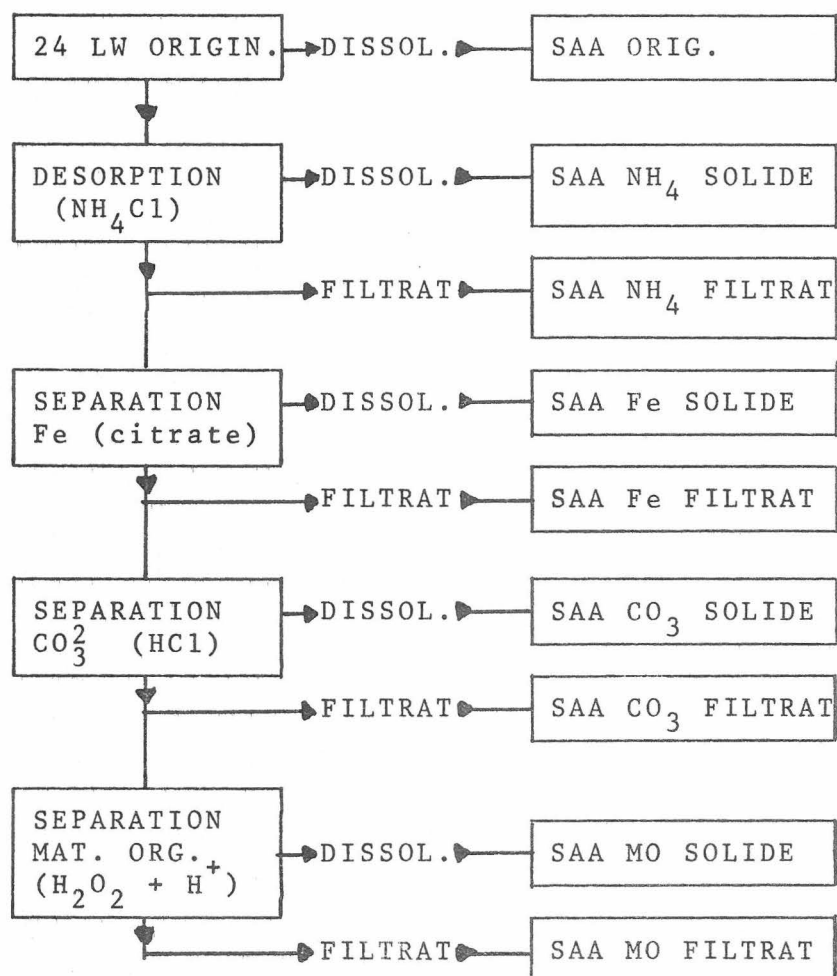 24 LW ORIGIN. DISSOL. SAA ORIG.
DESORPTION
(NH₄Cl)
DISSOL. SAA NH₄ SOLIDE
FILTRAT SAA NH₄ FILTRAT
SEPARATION
Fe (citrate)
DISSOL. SAA Fe SOLIDE
FILTRAT SAA Fe FILTRAT
SEPARATION
CO₃² (HCl)
DISSOL. SAA CO₃ SOLIDE
FILTRAT SAA CO₃ FILTRAT
SEPARATION
MAT. ORG.
(H₂O₂ + H⁺)
DISSOL. SAA MO SOLIDE
FILTRAT SAA MO FILTRAT